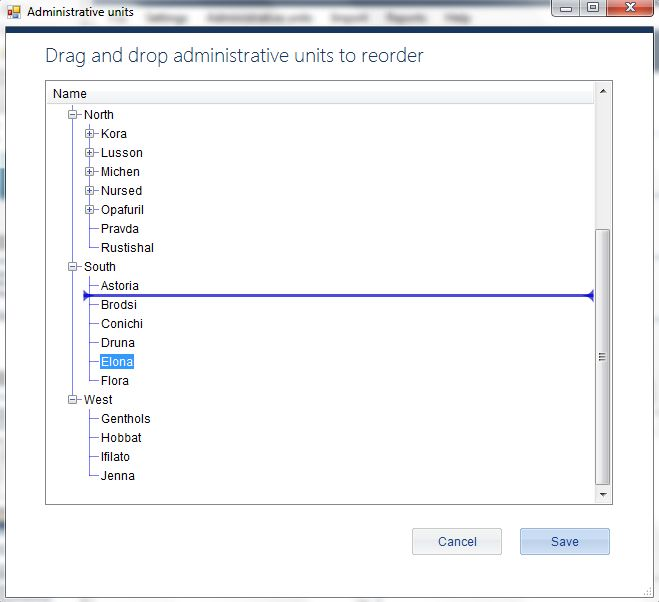 Administrative units
Drag and drop administrative units to reorder
Name
North
Kora
Lusson
Michen
Nursed
Opafuril
Pravda
Rustishal
South
Astoria
Brodsi
Conichi
Druna
Elona
Flora
West
Genthols
Hobbat
Ifilato
Jenna
Cancel
Save